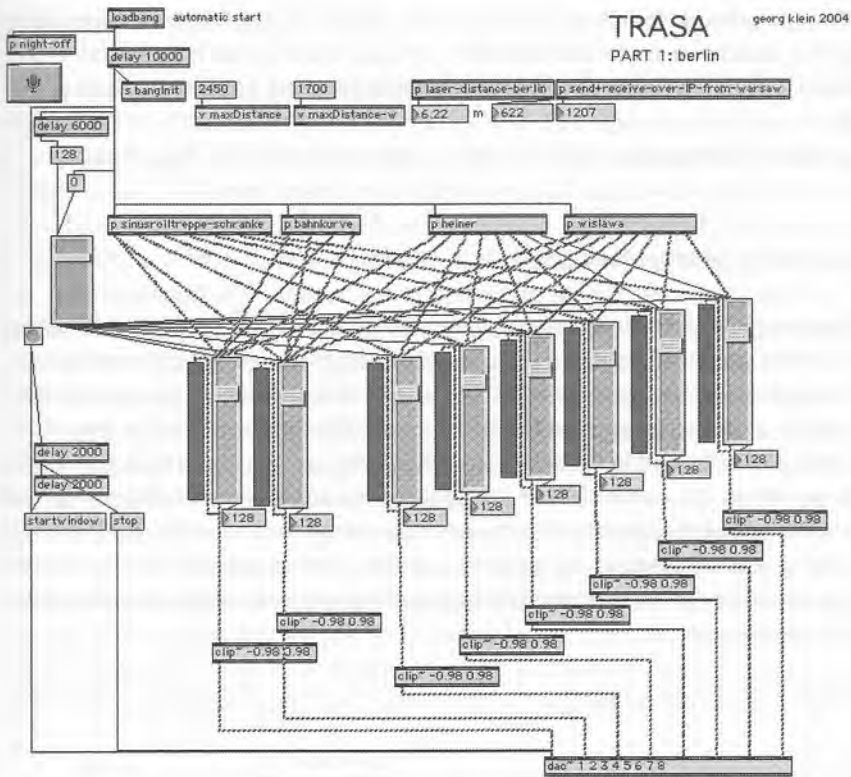 loadbang automatic start
TRASA georg klein 2004
PART 1: berlin
p night-off
delay 10000
s bangInit
2450
1700
p laser-distance-berlin
p send+receive-over-IP-from-warsaw
v maxDistance
v maxDistance-w
6.22 m
622
1207
delay 6000
128
0
p sinusrolltreppe-schranke
p bahnkurve
p heiner
p wislawa
delay 2000
delay 2000
startwindow
stop
128
128
128
128
128
128
128
128
clip~ -0.98 0.98
clip~ -0.98 0.98
clip~ -0.98 0.98
clip~ -0.98 0.98
clip~ -0.98 0.98
clip~ -0.98 0.98
clip~ -0.98 0.98
clip~ -0.98 0.98
dac~ 1 2 3 4 5 6 7 8